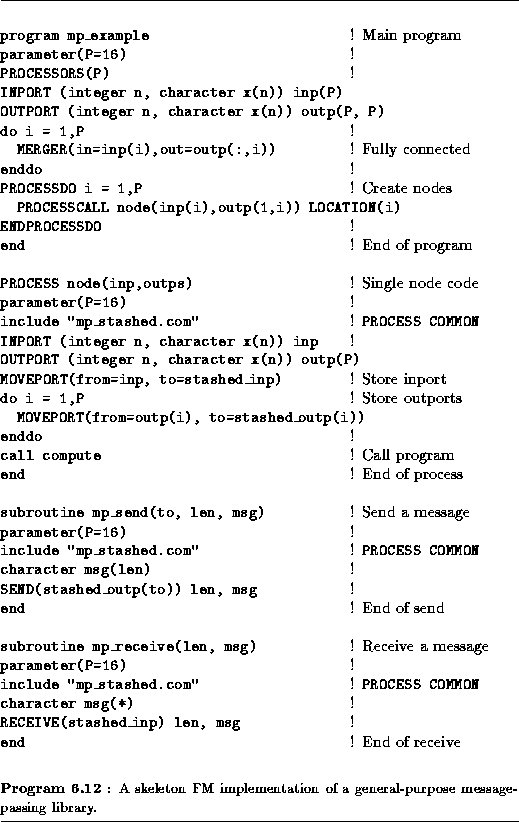 program mp_example ! Main program
parameter(P=16) !
PROCESSORS(P) !
INPORT (integer n, character x(n)) inp(P)
OUTPORT (integer n, character x(n)) outp(P, P)
do i = 1,P !
MERGER(in=inp(i),out=outp(:,i)) ! Fully connected
enddo !
PROCESSDO i = 1,P ! Create nodes
PROCESSCALL node(inp(i),outp(1,i)) LOCATION(i)
ENDPROCESSDO !
end ! End of program
PROCESS node(inp,outps) ! Single node code
parameter(P=16) !
include "mp_stashed.com" ! PROCESS COMMON
INPORT (integer n, character x(n)) inp !
OUTPORT (integer n, character x(n)) outp(P)
MOVEPORT(from=inp, to=stashed_inp) ! Store inport
do i = 1,P ! Store outports
MOVEPORT(from=outp(i), to=stashed_outp(i))
enddo !
call compute ! Call program
end ! End of process
subroutine mp_send(to, len, msg) ! Send a message
parameter(P=16) !
include "mp_stashed.com" ! PROCESS COMMON
character msg(len) !
SEND(stashed_outp(to)) len, msg !
end ! End of send
subroutine mp_receive(len, msg) ! Receive a message
parameter(P=16) !
include "mp_stashed.com" ! PROCESS COMMON
character msg(*) !
RECEIVE(stashed_inp) len, msg !
end ! End of receive
Program 6.12 : A skeleton FM implementation of a general-purpose message-
passing library.